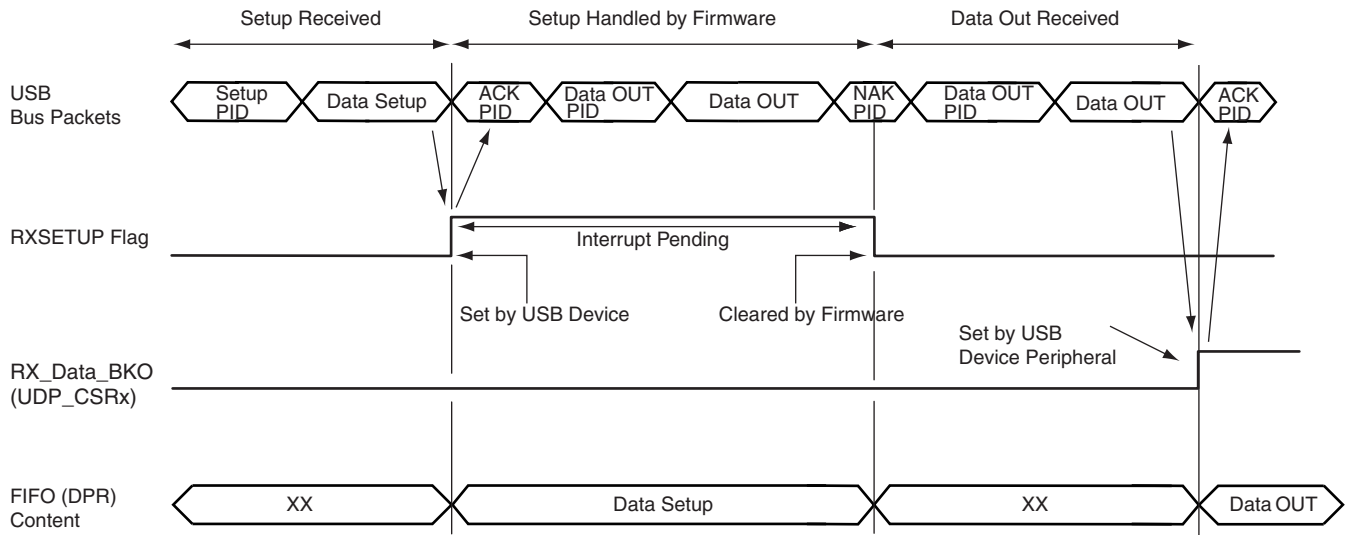 Setup Received
Setup Handled by Firmware
Data Out Received
USB
Bus Packets
Setup
PID
Data Setup
ACK
PID
Data OUT
PID
Data OUT
NAK
PID
Data OUT
PID
Data OUT
ACK
PID
RXSETUP Flag
Interrupt Pending
Set by USB Device
Cleared by Firmware
Set by USB
Device Peripheral
RX_Data_BKO
(UDP_CSRx)
FIFO (DPR)
Content
XX
Data Setup
XX
Data OUT